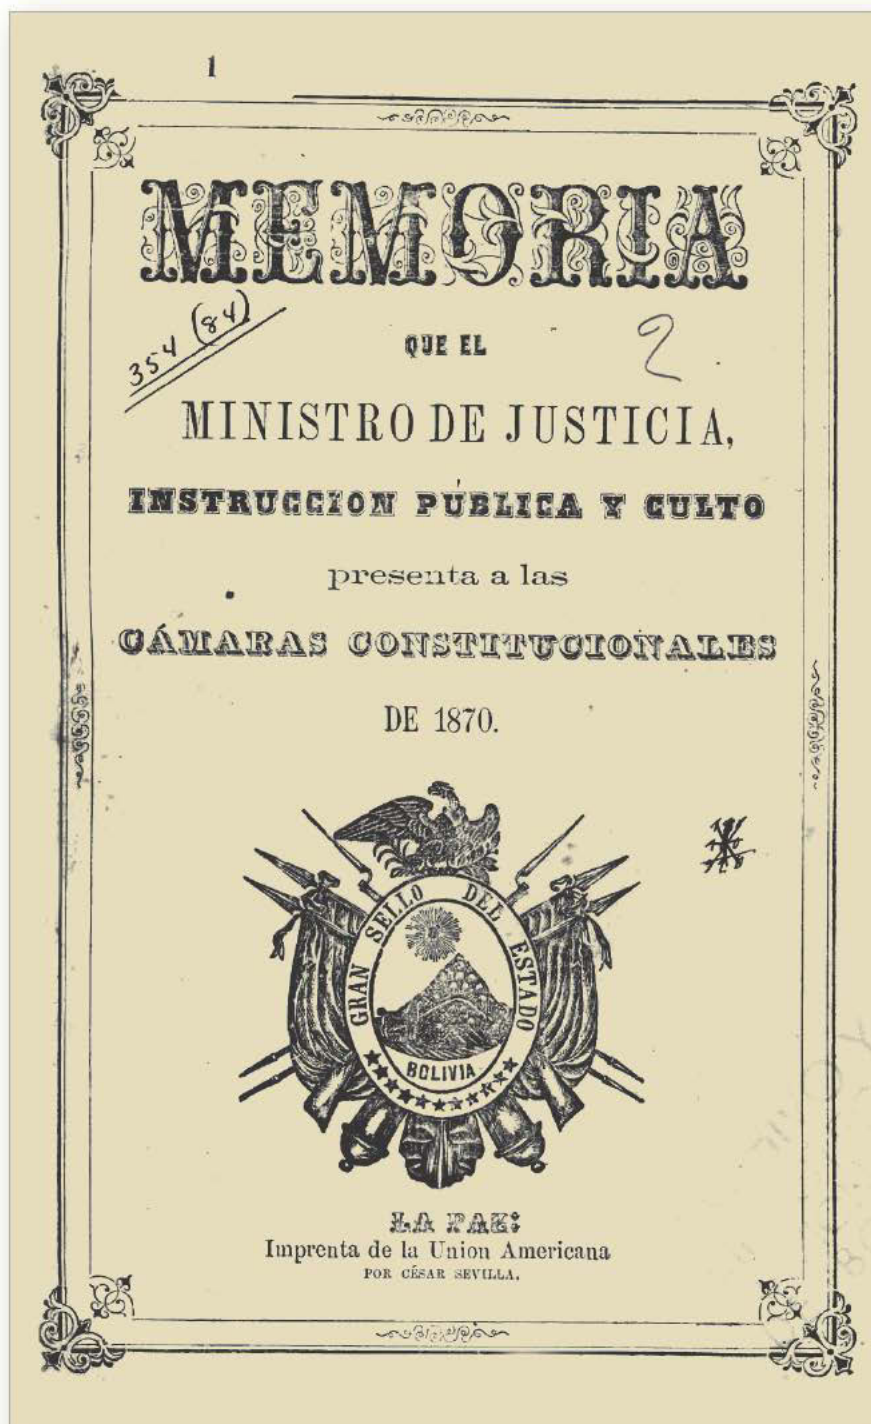 1
MEMORIA
354 (84)
QUE EL
2
MINISTRO DE JUSTICIA,
INSTRUCCION PÚBLICA Y CULTO
presenta a las
CÁMARAS CONSTITUCIONALES
DE 1870.
GRAN SELLO DEL ESTADO
BOLIVIA
LA PAZ:
Imprenta de la Union Americana
POR CÉSAR SEVILLA.